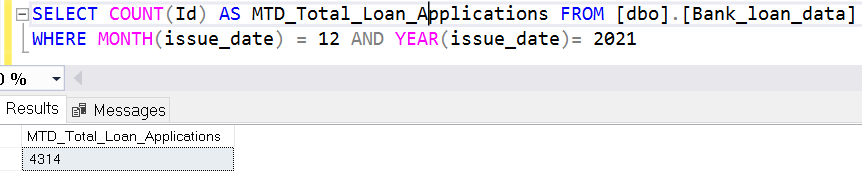 SELECT COUNT(Id) AS MTD_Total_Loan_Applications FROM [dbo].[Bank_loan_data]
WHERE MONTH(issue_date) = 12 AND YEAR(issue_date)= 2021
0 %
Results Messages
MTD_Total_Loan_Applications
4314